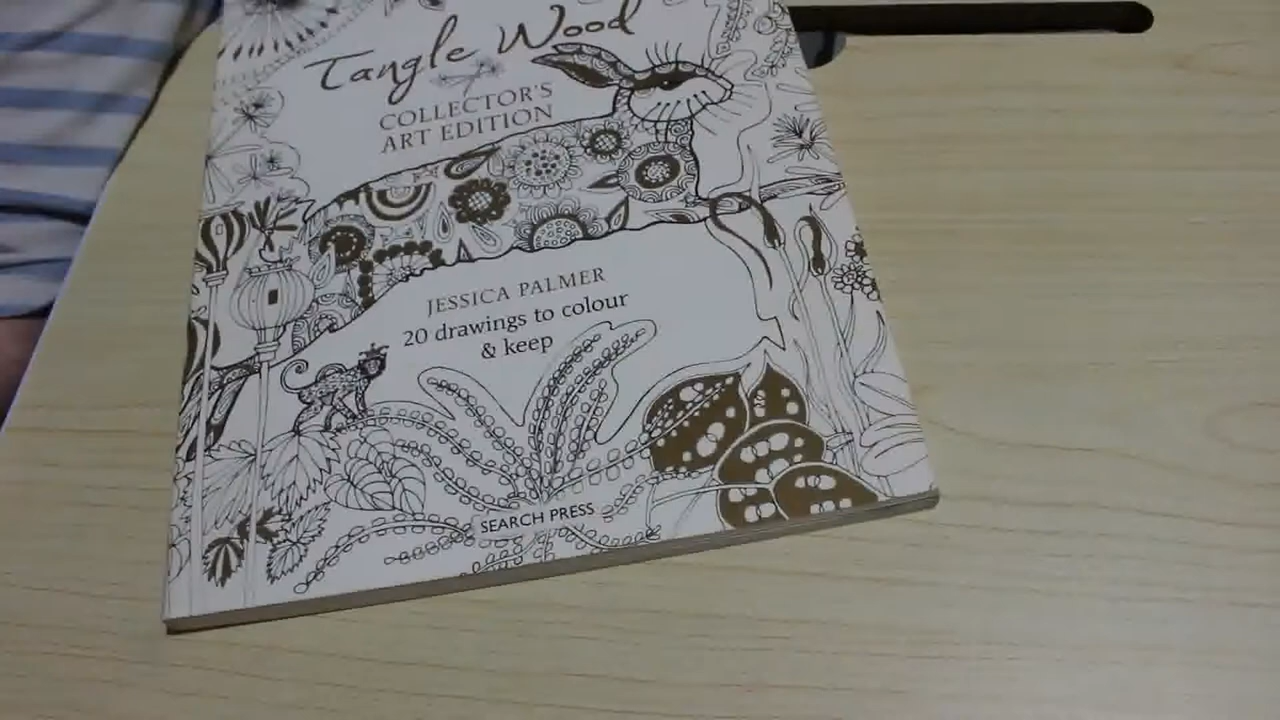 Tangle Wood
COLLECTOR'S
ART EDITION
JESSICA PALMER
20 drawings to colour
& keep
SEARCH PRESS